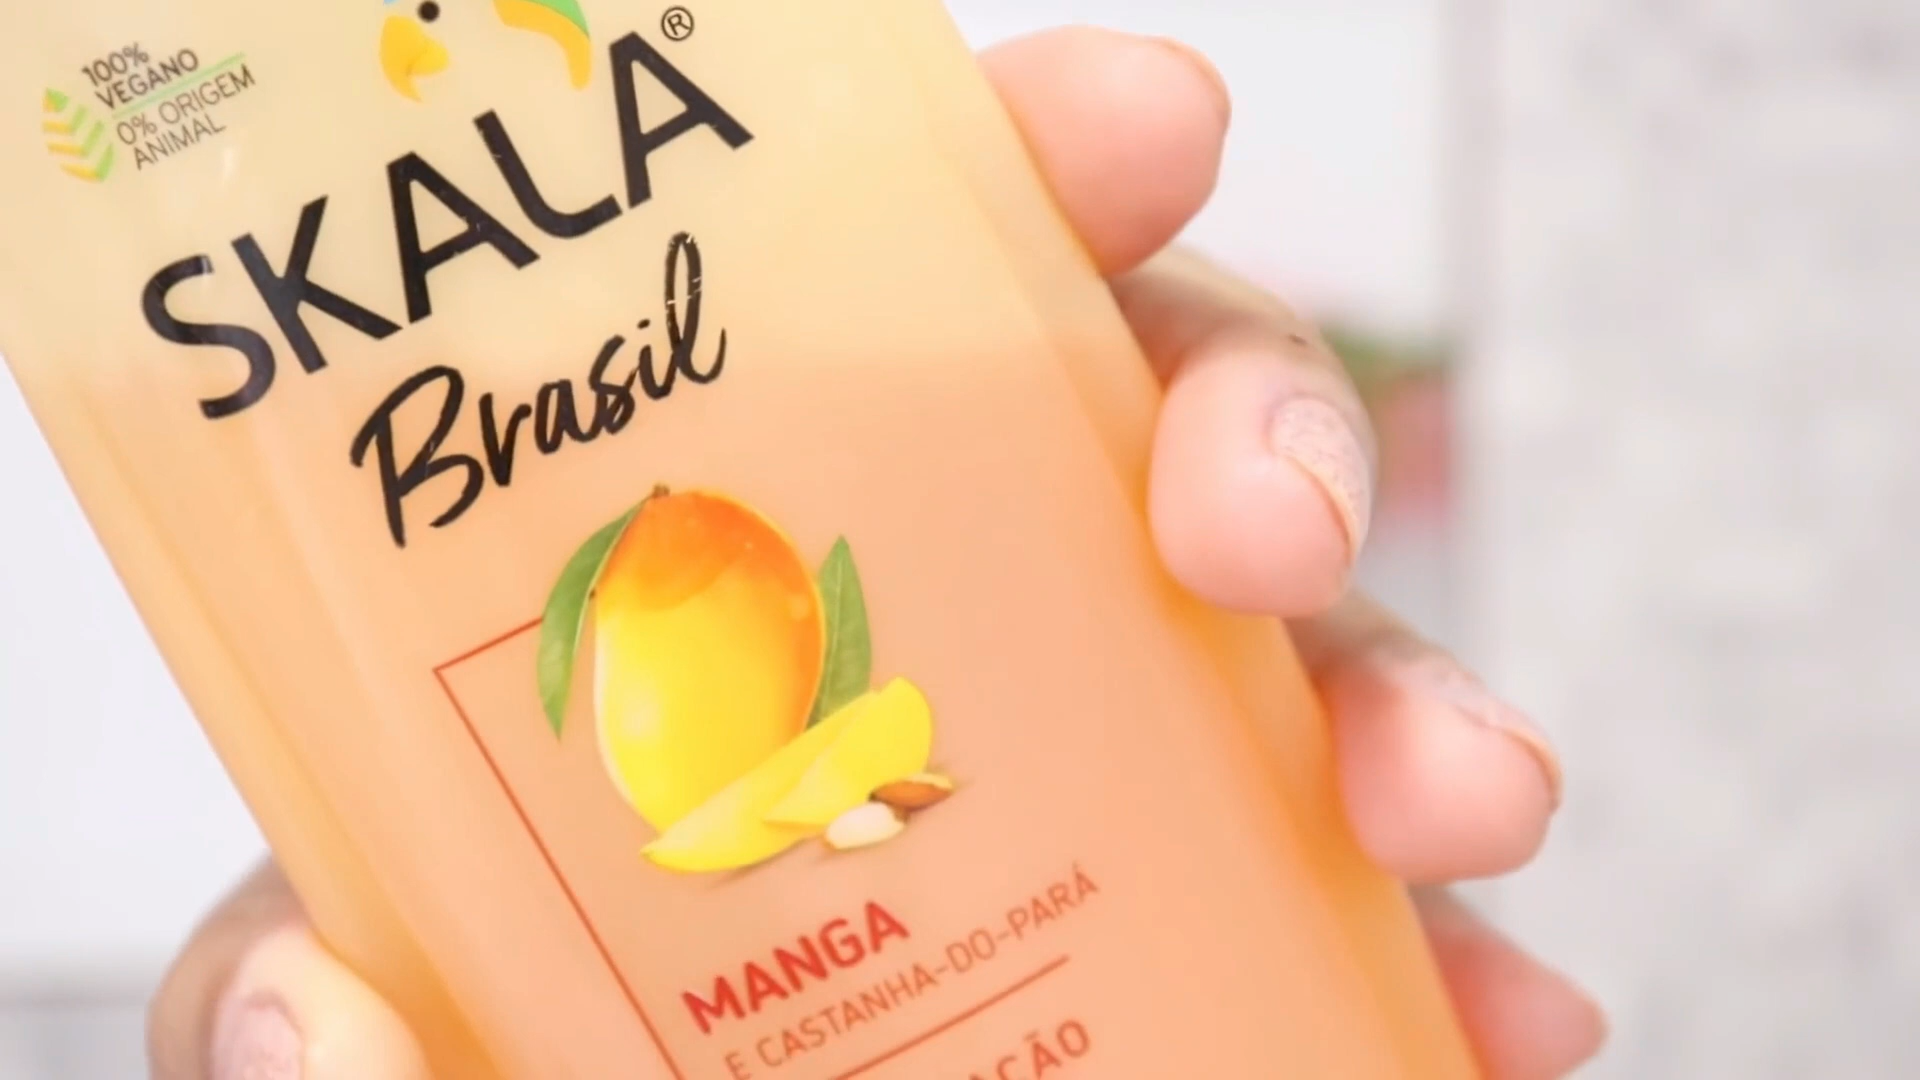 100%
VEGANO
0% ORIGEM
ANIMAL
SKALA®
Brasil
MANGA
E CASTANHA-DO-PARÁ